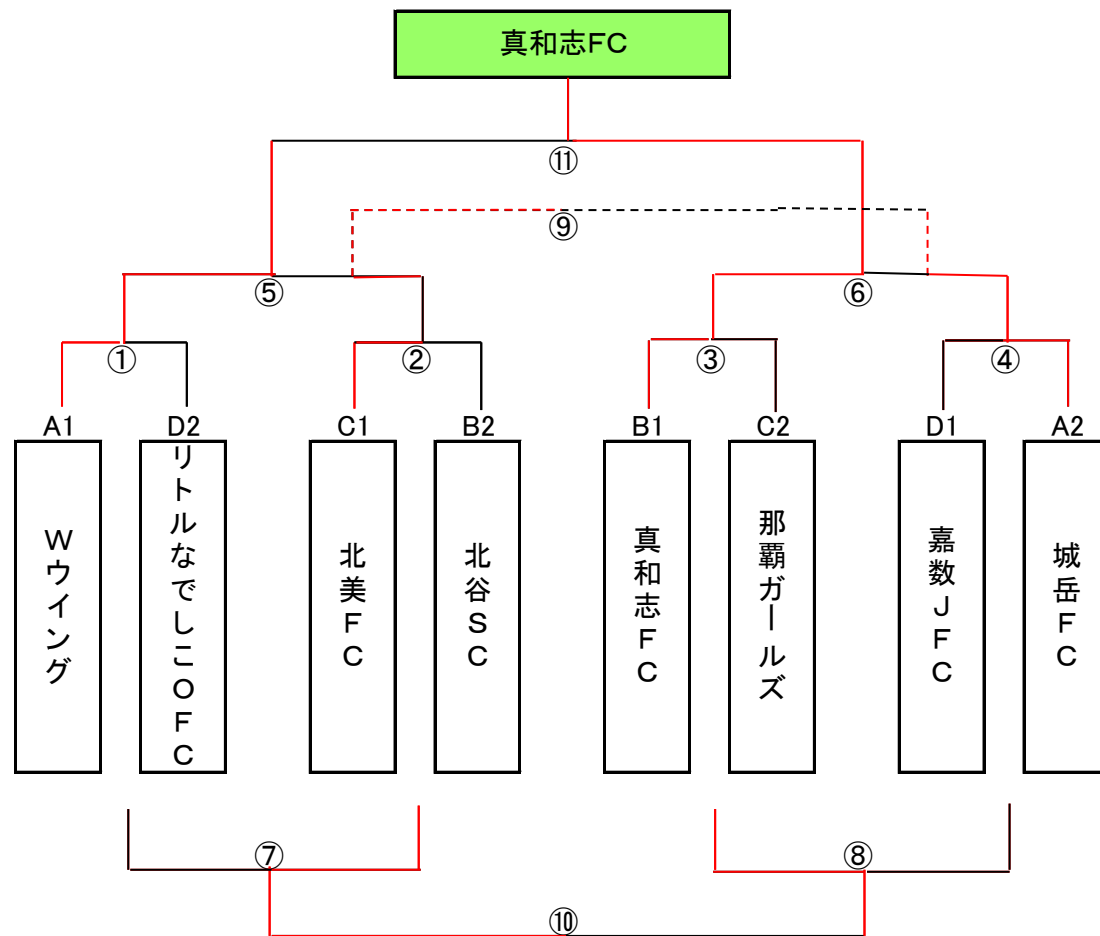 真和志FC
⑪
⑨
⑤
⑥
①
②
③
④
A1
D2
C1
B2
B1
C2
D1
A2
Wウイング
リトルなでしこOFC
北美FC
北谷SC
真和志FC
那覇ガールズ
嘉数JFC
城岳FC
⑦
⑧
⑩